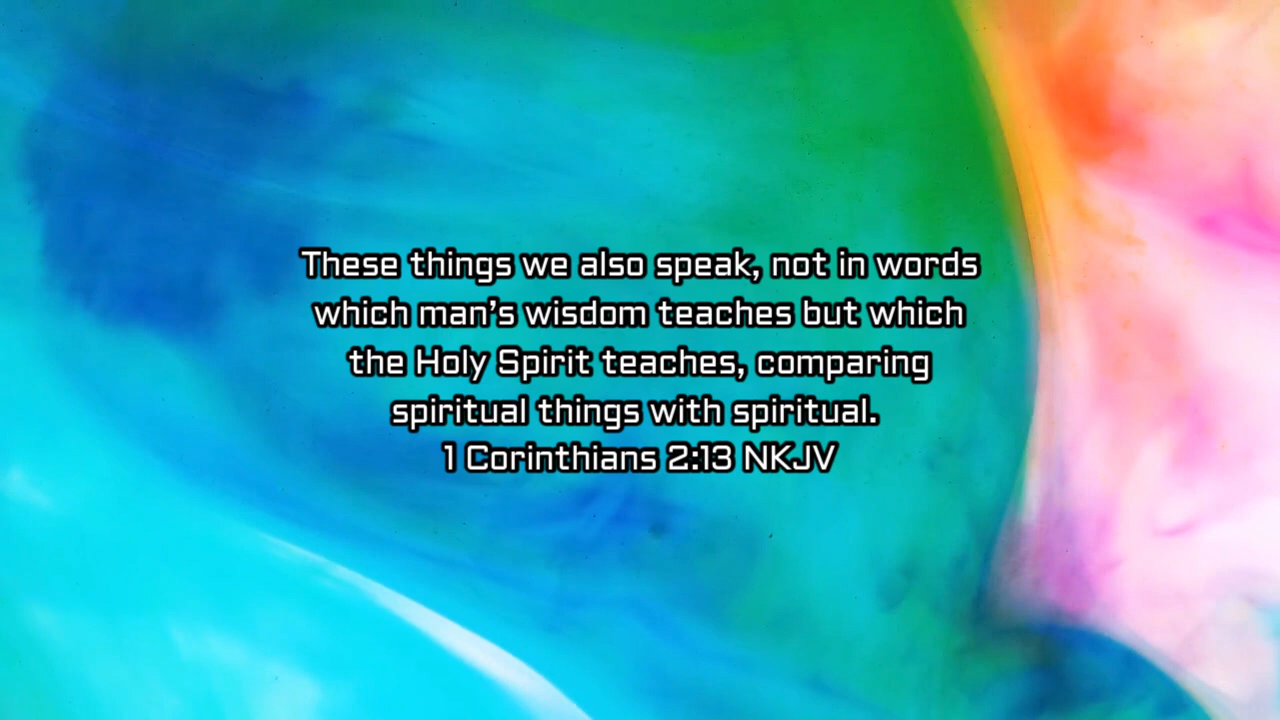 These things we also speak, not in words
which man’s wisdom teaches but which
the Holy Spirit teaches, comparing
spiritual things with spiritual.
1 Corinthians 2:13 NKJV